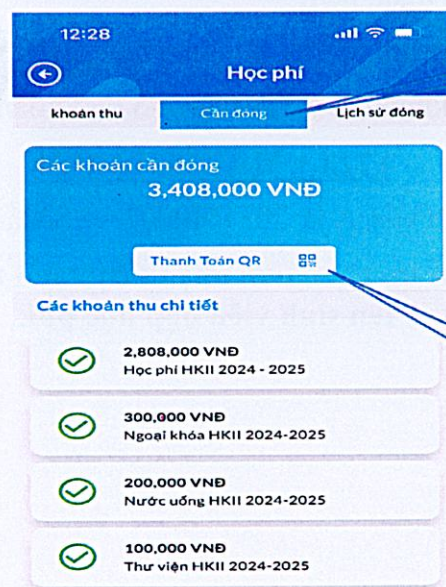 12:28
Học phí
khoản thu
Cần đóng
Lịch sử đóng
Các khoản cần đóng
3,408,000 VNĐ
Thanh Toán QR
Các khoản thu chi tiết
2,808,000 VNĐ
Học phí HKII 2024 - 2025
300,000 VNĐ
Ngoại khóa HKII 2024-2025
200,000 VNĐ
Nước uống HKII 2024-2025
100,000 VNĐ
Thư viện HKII 2024-2025